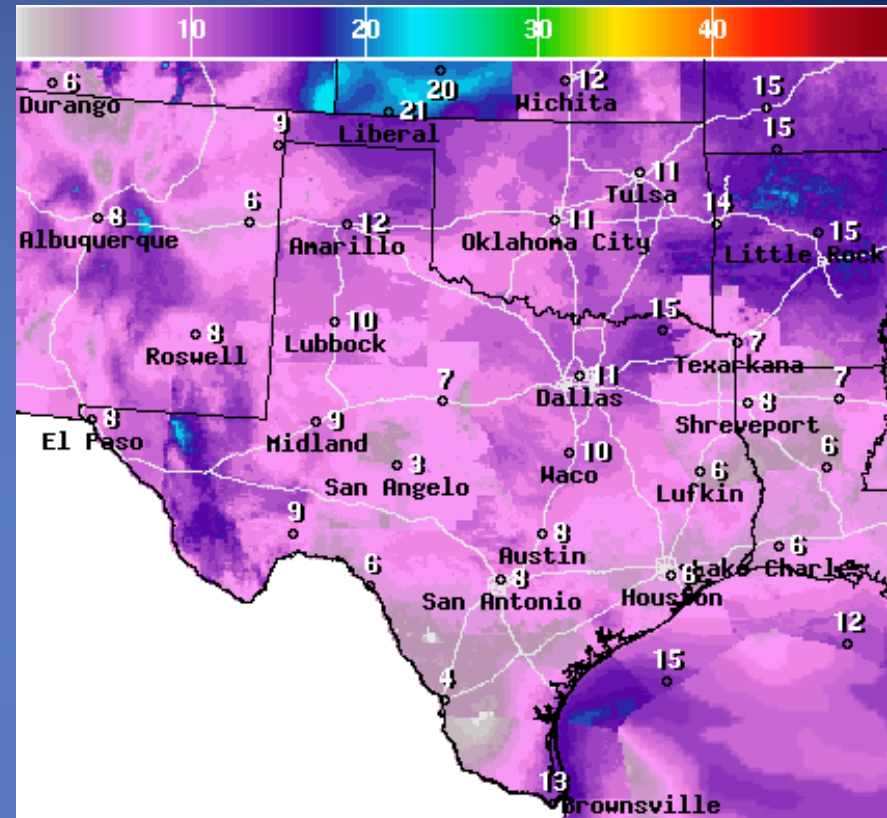 10 20 30 40
20
6 12 15
Durango Wichita
21
Liberal
9 15
11
Tulsa
8 6 12 11 14 15
Albuquerque Amarillo Oklahoma City Little Rock
10 15
8 Lubbock 7
Roswell Texarkana
11
7 Dallas 8 7
8 9 Shreveport
El Paso Midland
3 10 6 6
San Angelo Waco Lufkin
9 8 6
Austin Lake Charles
6 8 6
San Antonio Houston
12
15
4
13
Brownsville